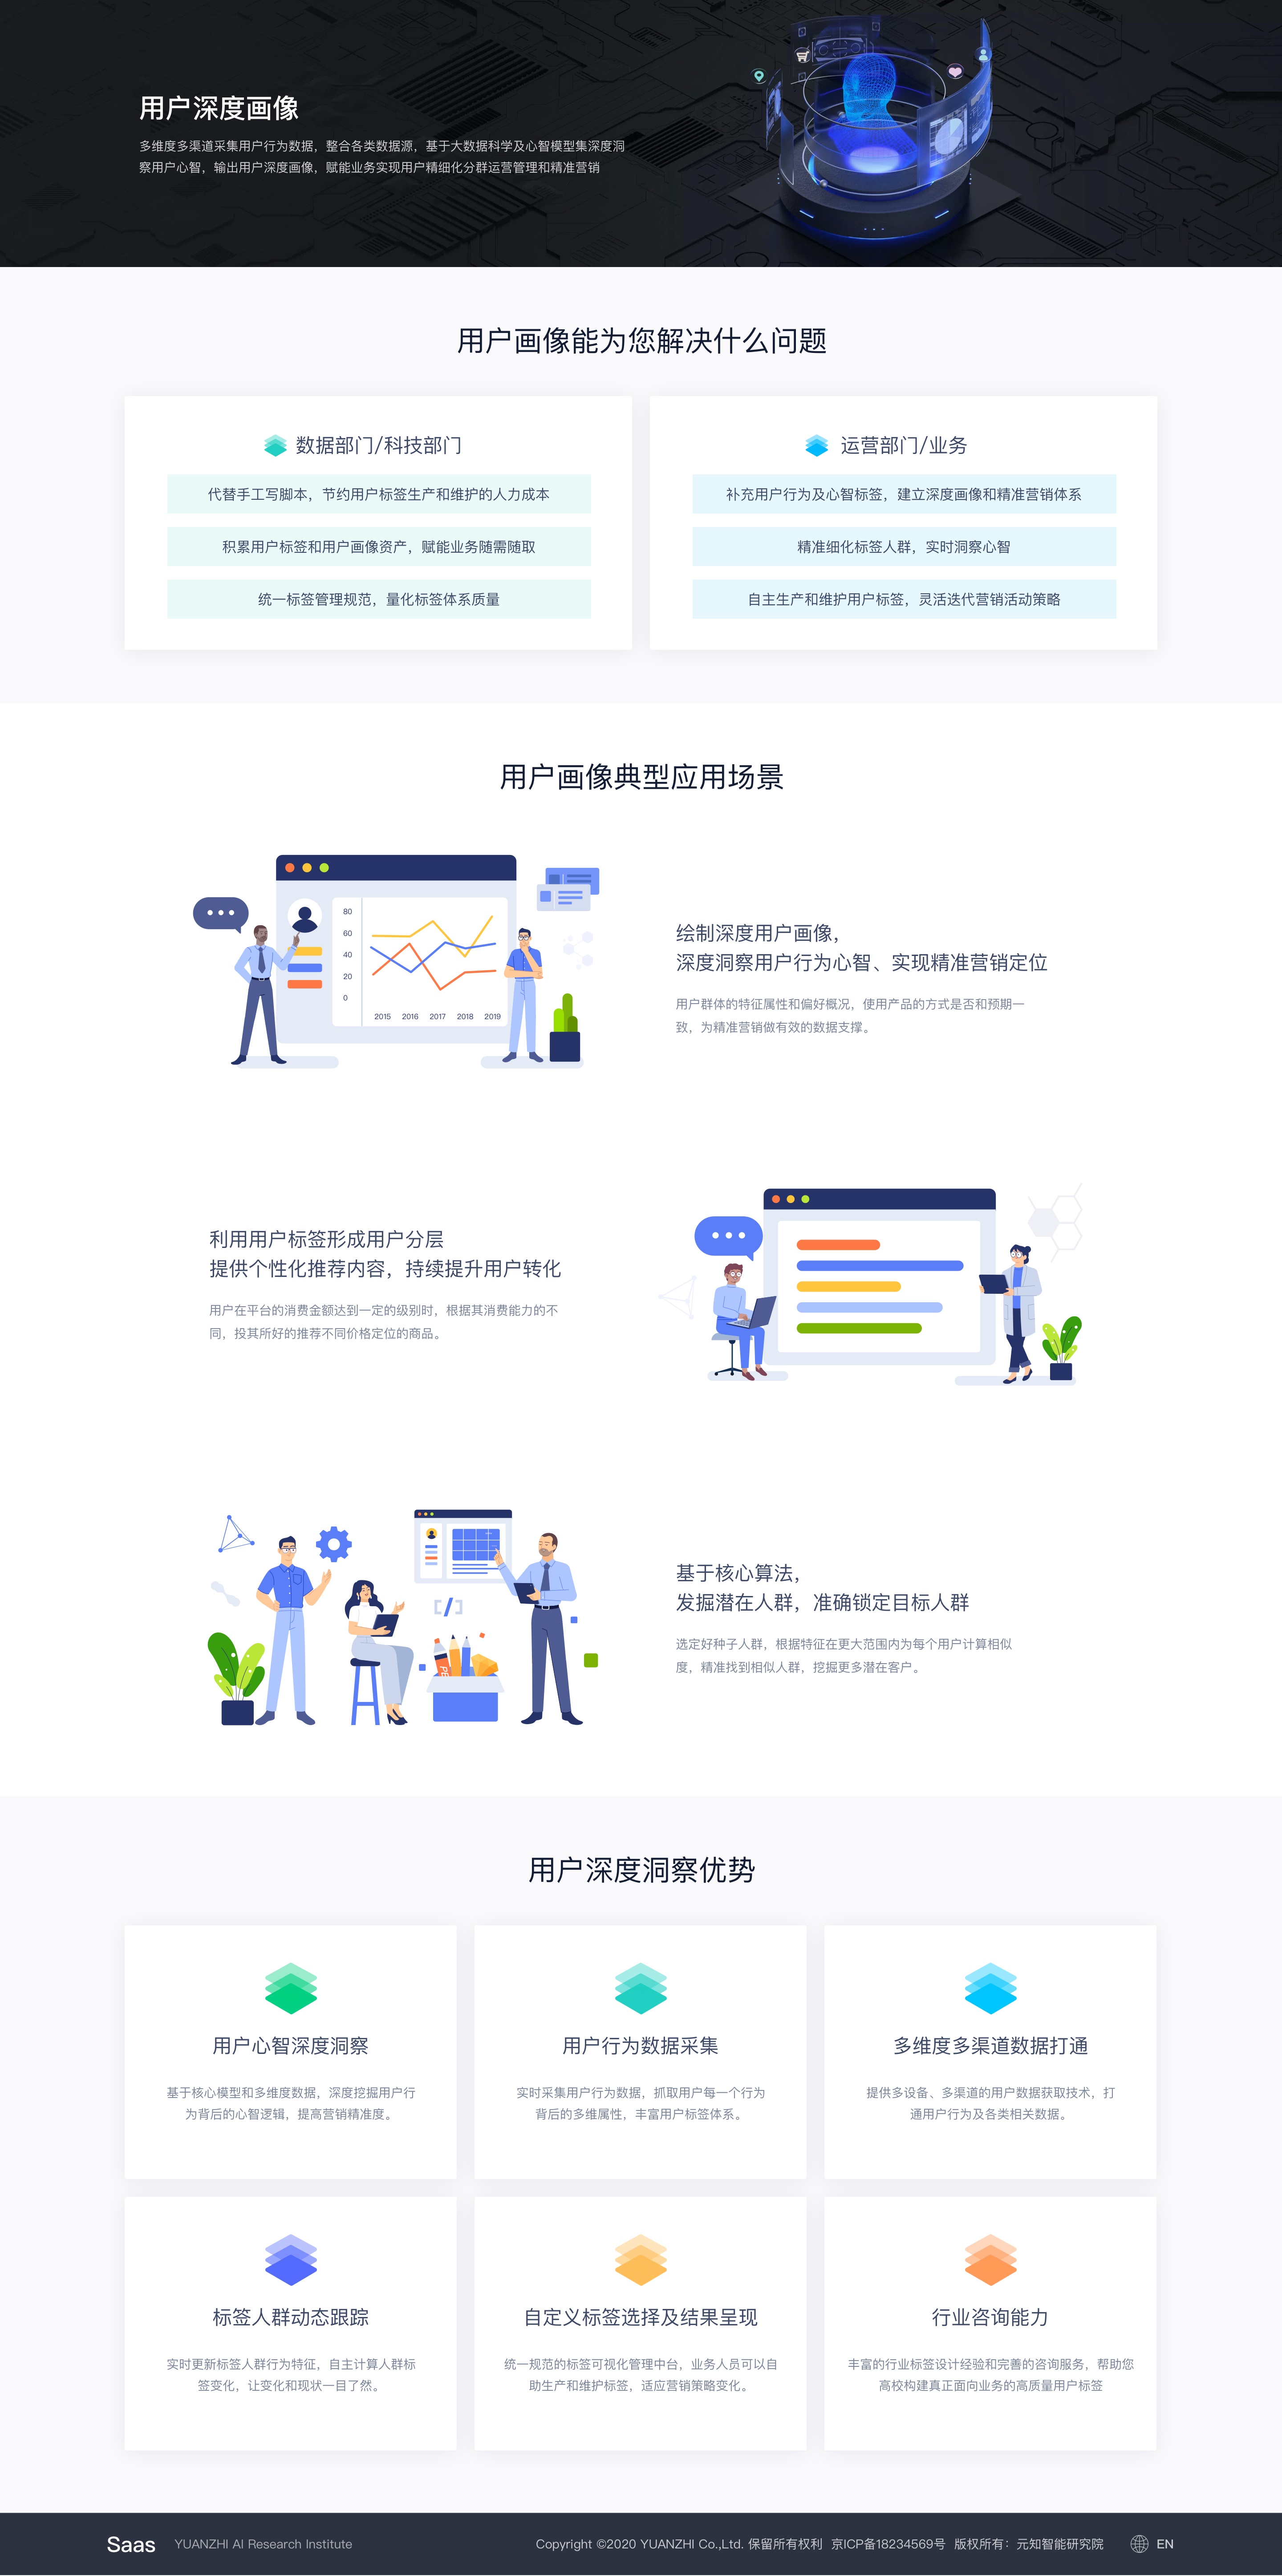 用户深度画像
多维度多渠道采集用户行为数据，整合各类数据源，基于大数据科学及心智模型集深度洞
察用户心智，输出用户深度画像，赋能业务实现用户精细化分群运营管理和精准营销
用户画像能为您解决什么问题
数据部门/科技部门
代替手工写脚本，节约用户标签生产和维护的人力成本
积累用户标签和用户画像资产，赋能业务随需随取
统一标签管理规范，量化标签体系质量
运营部门/业务
补充用户行为及心智标签，建立深度画像和精准营销体系
精准细化标签人群，实时洞察心智
自主生产和维护用户标签，灵活迭代营销活动策略
用户画像典型应用场景
80
60
40
20
0
2015 2016 2017 2018 2019
绘制深度用户画像，
深度洞察用户行为心智、实现精准营销定位
用户群体的特征属性和偏好概况，使用产品的方式是否和预期一
致，为精准营销做有效的数据支撑。
利用用户标签形成用户分层
提供个性化推荐内容，持续提升用户转化
用户在平台的消费金额达到一定的级别时，根据其消费能力的不
同，投其所好的推荐不同价格定位的商品。
基于核心算法，
发掘潜在人群，准确锁定目标人群
选定好种子人群，根据特征在更大范围内为每个用户计算相似
度，精准找到相似人群，挖掘更多潜在客户。
用户深度洞察优势
用户心智深度洞察
基于核心模型和多维度数据，深度挖掘用户行
为背后的心智逻辑，提高营销精准度。
用户行为数据采集
实时采集用户行为数据，抓取用户每一个行为
背后的多维属性，丰富用户标签体系。
多维度多渠道数据打通
提供多设备、多渠道的用户数据获取技术，打
通用户行为及各类相关数据。
标签人群动态跟踪
实时更新标签人群行为特征，自主计算人群标
签变化，让变化和现状一目了然。
自定义标签选择及结果呈现
统一规范的标签可视化管理中台，业务人员可以自
助生产和维护标签，适应营销策略变化。
行业咨询能力
丰富的行业标签设计经验和完善的咨询服务，帮助您
高校构建真正面向业务的高质量用户标签
Saas YUANZHI AI Research Institute Copyright ©2020 YUANZHI Co.,Ltd. 保留所有权利 京ICP备18234569号 版权所有：元知智能研究院 EN